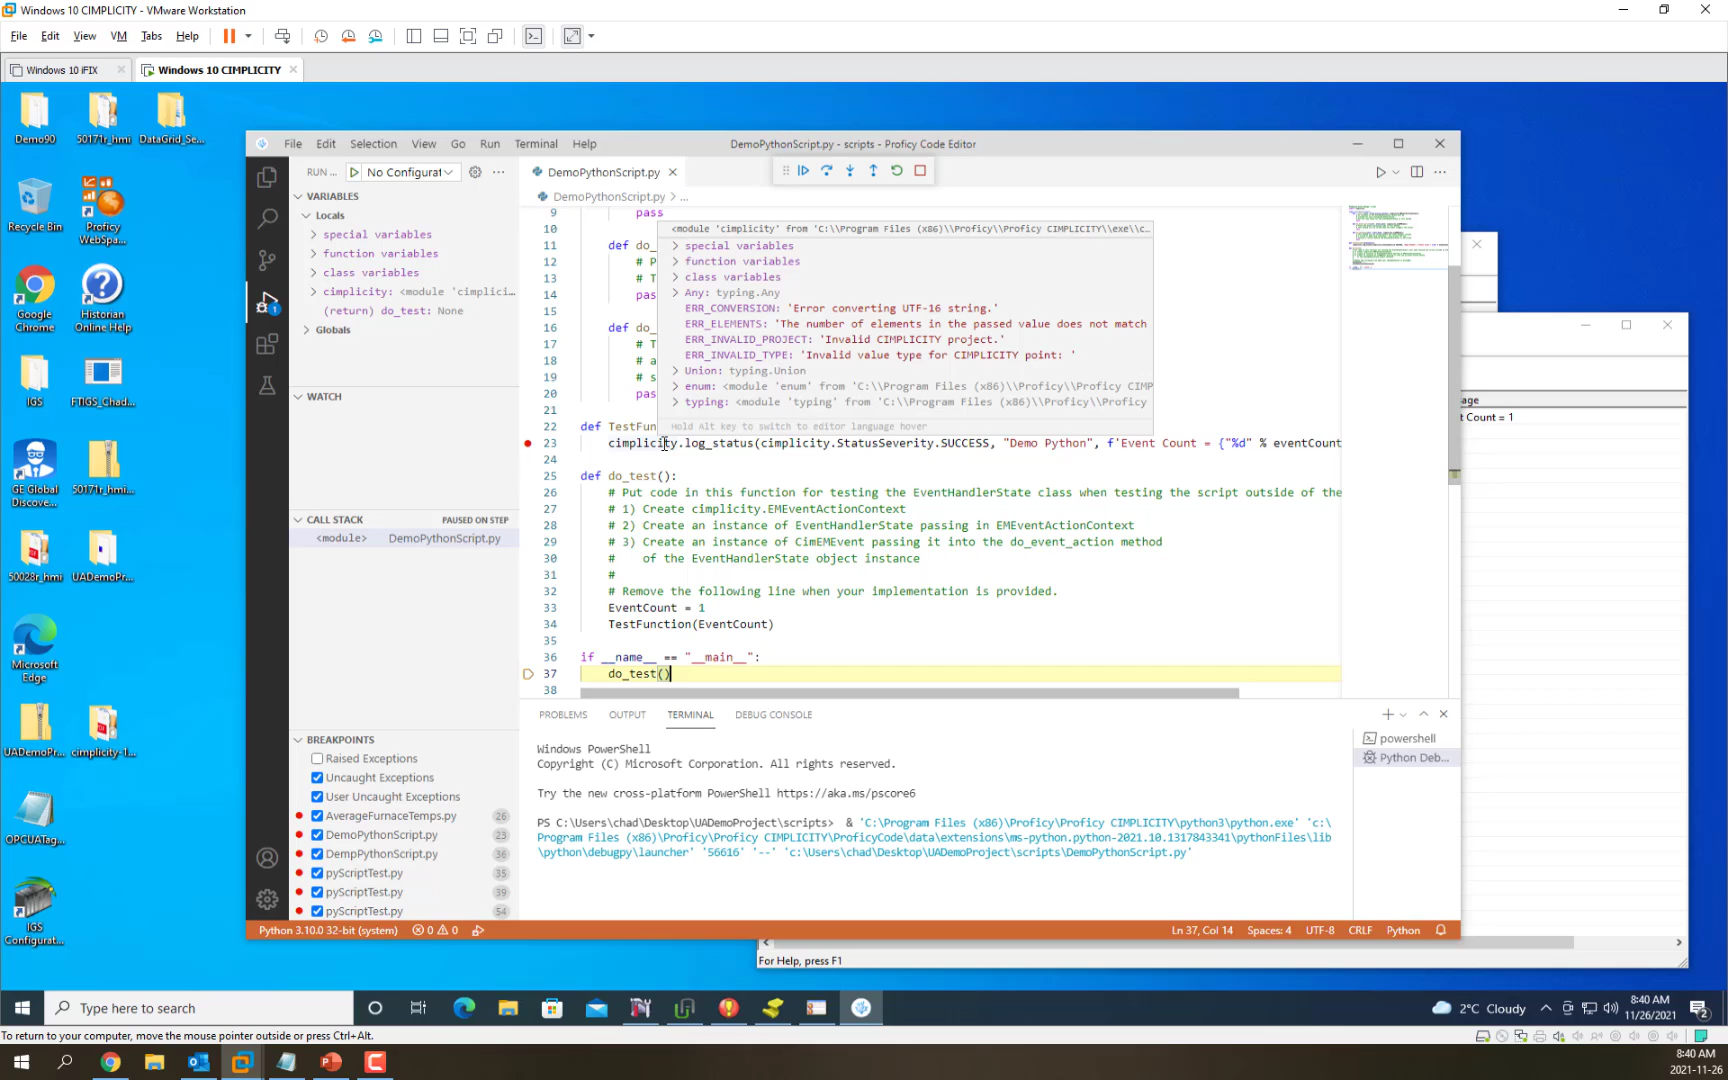 Windows 10 CIMPLICITY - VMware Workstation
File Edit View VM Tabs Help
Windows 10 iFIX
Windows 10 CIMPLICITY
Demo90
50171r_hmi
DataGrid_Se...
Recycle Bin
Proficy WebSpa...
Google Chrome
Historian Online Help
IGS
FTIGS_Chad...
GE Global Discove...
50171r_hmi...
50028r_hmi
UADemoPr...
Microsoft Edge
UADemoPr...
cimplicity-1...
OPCUATag...
IGS Configurat...
File Edit Selection View Go Run Terminal Help
DemoPythonScript.py - scripts - Proficy Code Editor
RUN ... No Configurat
DemoPythonScript.py
DemoPythonScript.py > ...
VARIABLES
Locals
special variables
function variables
class variables
cimplicity: <module 'cimplici...
(return) do_test: None
Globals
WATCH
CALL STACK PAUSED ON STEP
<module> DemoPythonScript.py
BREAKPOINTS
Raised Exceptions
Uncaught Exceptions
User Uncaught Exceptions
AverageFurnaceTemps.py 26
DemoPythonScript.py 23
DempPythonScript.py 36
pyScriptTest.py 35
pyScriptTest.py 39
pyScriptTest.py 54
9 pass
10
11 def do_
12 # P
13 # T
14 pas
15
16 def do_
17 # T
18 # a
19 # s
20 pas
21
22 def TestFun
23 cimplicity.log_status(cimplicity.StatusSeverity.SUCCESS, "Demo Python", f'Event Count = {"%d" % eventCount
24
25 def do_test():
26 # Put code in this function for testing the EventHandlerState class when testing the script outside of the
27 # 1) Create cimplicity.EMEventActionContext
28 # 2) Create an instance of EventHandlerState passing in EMEventActionContext
29 # 3) Create an instance of CimEMEvent passing it into the do_event_action method
30 # of the EventHandlerState object instance
31 #
32 # Remove the following line when your implementation is provided.
33 EventCount = 1
34 TestFunction(EventCount)
35
36 if __name__ == "__main__":
37 do_test()
38
<module 'cimplicity' from 'C:\\Program Files (x86)\\Proficy\\Proficy CIMPLICITY\\exe\\c...
special variables
function variables
class variables
Any: typing.Any
ERR_CONVERSION: 'Error converting UTF-16 string.'
ERR_ELEMENTS: 'The number of elements in the passed value does not match
ERR_INVALID_PROJECT: 'Invalid CIMPLICITY project.'
ERR_INVALID_TYPE: 'Invalid value type for CIMPLICITY point: '
Union: typing.Union
enum: <module 'enum' from 'C:\\Program Files (x86)\\Proficy\\Proficy CIMP
typing: <module 'typing' from 'C:\\Program Files (x86)\\Proficy\\Proficy
Hold Alt key to switch to editor language hover
PROBLEMS OUTPUT TERMINAL DEBUG CONSOLE
Windows PowerShell
Copyright (C) Microsoft Corporation. All rights reserved.
Try the new cross-platform PowerShell https://aka.ms/pscore6
PS C:\Users\chad\Desktop\UADemoProject\scripts> & 'C:\Program Files (x86)\Proficy\Proficy CIMPLICITY\python3\python.exe' 'c:\
Program Files (x86)\Proficy\Proficy CIMPLICITY\ProficyCode\data\extensions\ms-python.python-2021.10.1317843341\pythonFiles\lib
\python\debugpy\launcher' '56616' '--' 'c:\Users\chad\Desktop\UADemoProject\scripts\DemoPythonScript.py'
powershell
Python Deb...
Python 3.10.0 32-bit (system) 0 0
Ln 37, Col 14 Spaces: 4 UTF-8 CRLF Python
age
t Count = 1
For Help, press F1
Type here to search
2°C Cloudy
8:40 AM
11/26/2021
2
To return to your computer, move the mouse pointer outside or press Ctrl+Alt.
8:40 AM
2021-11-26